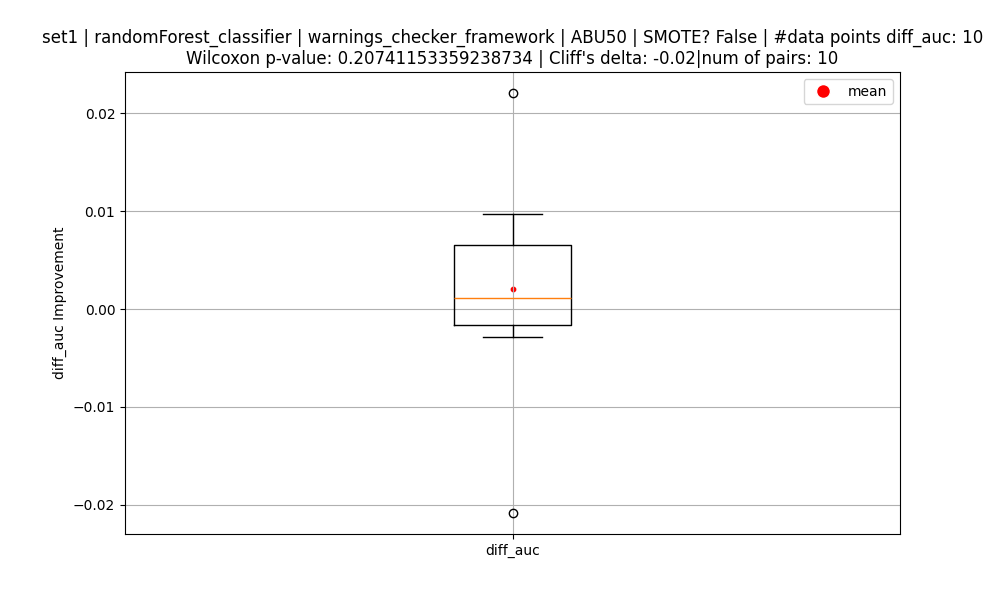 set1 | randomForest_classifier | warnings_checker_framework | ABU50 | SMOTE? False | #data points diff_auc: 10
Wilcoxon p-value: 0.20741153359238734 | Cliff's delta: -0.02|num of pairs: 10
mean
0.02
0.01
0.00
−0.01
−0.02
diff_auc Improvement
diff_auc